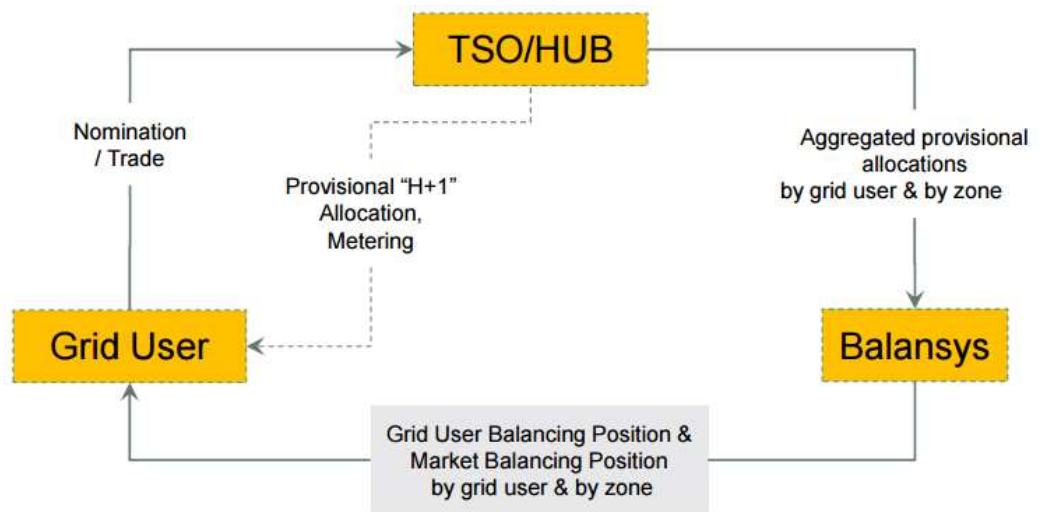 TSO/HUB
Nomination
/ Trade
Aggregated provisional
allocations
by grid user & by zone
Provisional “H+1”
Allocation,
Metering
Grid User
Balansys
Grid User Balancing Position &
Market Balancing Position
by grid user & by zone